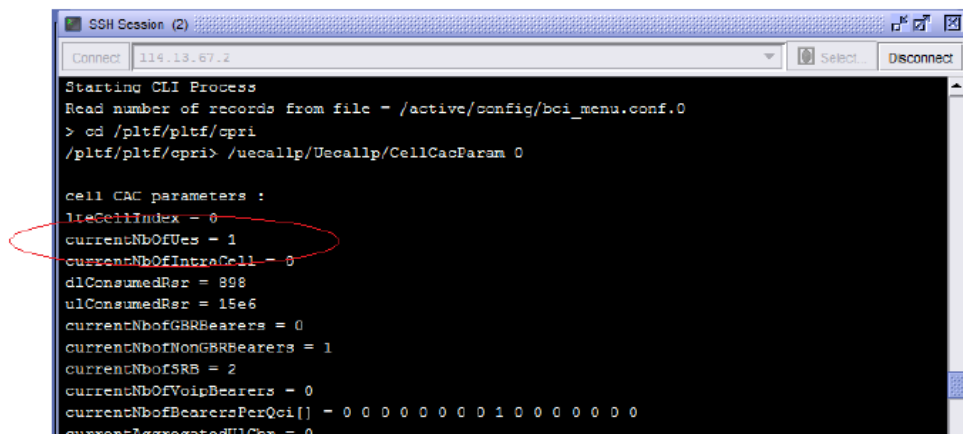 SSH Session (2)
Connect 114.13.67.2 Select... Disconnect
Starting CLI Process
Read number of records from file = /active/config/bci_menu.conf.0
> cd /pltf/pltf/cpri
/pltf/pltf/cpri> /uecallp/Uecallp/CellCacParam 0
cell CAC parameters :
lteCellIndex = 0
currentNbOfUes = 1
currentNbOfIntraCell = 0
dlConsumedRsr = 898
ulConsumedRsr = 15e6
currentNbofGBRBearers = 0
currentNbofNonGBRBearers = 1
currentNbofSRB = 2
currentNbOfVoipBearers = 0
currentNbofBearersPerQci[] = 0 0 0 0 0 0 0 0 1 0 0 0 0 0 0 0
currentAggregatedUlGbr = 0